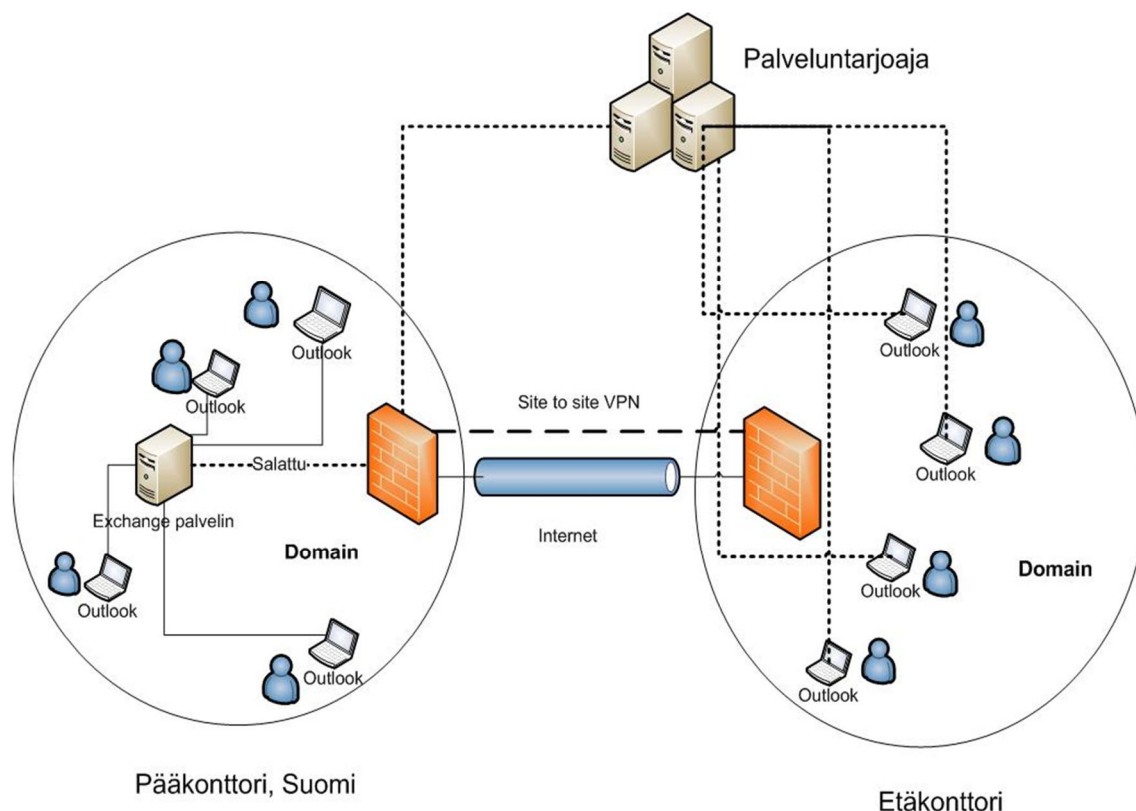 Palveluntarjoaja
Outlook
Outlook
Outlook
Site to site VPN
Outlook
Outlook
Salattu
Exchange palvelin
Internet
Domain
Domain
Outlook
Outlook
Outlook
Outlook
Pääkonttori, Suomi
Etäkonttori